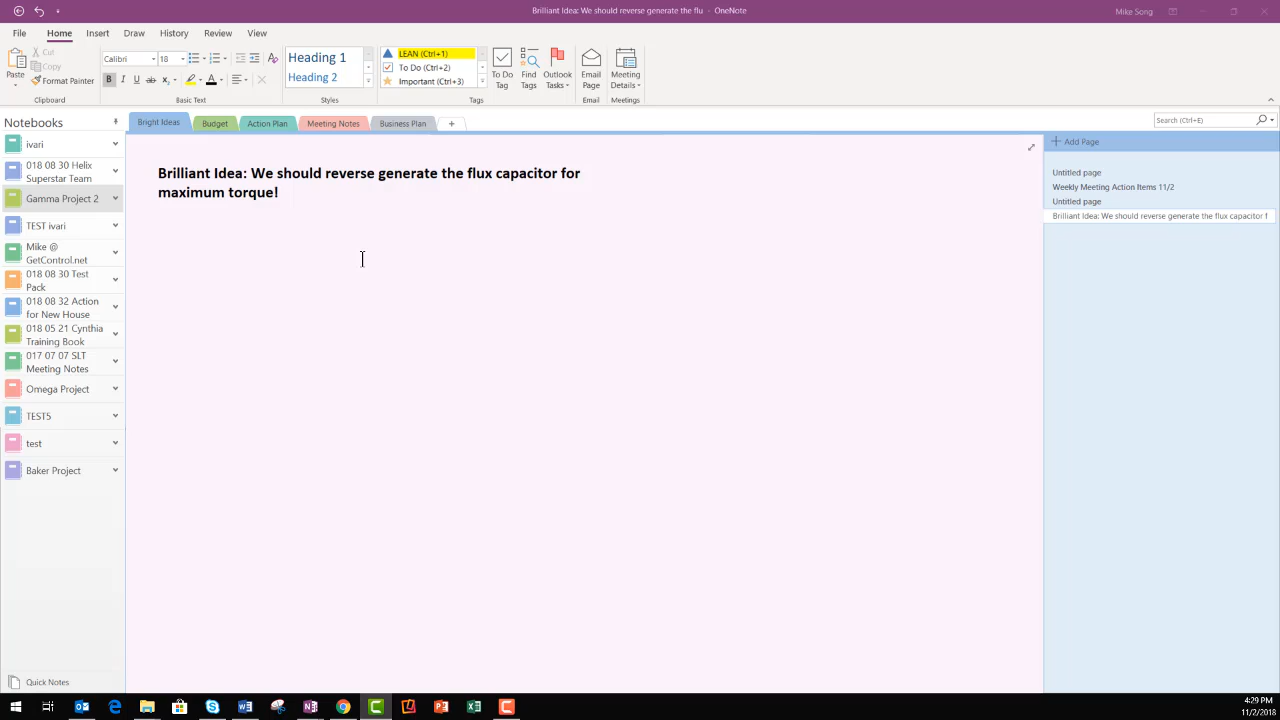 Brilliant Idea: We should reverse generate the flu - OneNote
Mike Song
File Home Insert Draw History Review View
Paste
Cut
Copy
Format Painter
Clipboard
Calibri 18
B I U ab x
Basic Text
Heading 1
Heading 2
Styles
LEAN (Ctrl+1)
To Do (Ctrl+2)
Important (Ctrl+3)
To Do
Tag
Find
Tags
Outlook
Tasks
Tags
Email
Page
Email
Meeting
Details
Meetings
Notebooks
Bright Ideas Budget Action Plan Meeting Notes Business Plan +
Search (Ctrl+E)
ivari
018 08 30 Helix
Superstar Team
Gamma Project 2
TEST ivari
Mike @
GetControl.net
018 08 30 Test
Pack
018 08 32 Action
for New House
018 05 21 Cynthia
Training Book
017 07 07 SLT
Meeting Notes
Omega Project
TEST5
test
Baker Project
Quick Notes
Brilliant Idea: We should reverse generate the flux capacitor for
maximum torque!
Add Page
Untitled page
Weekly Meeting Action Items 11/2
Untitled page
Brilliant Idea: We should reverse generate the flux capacitor f
4:29 PM
11/2/2018